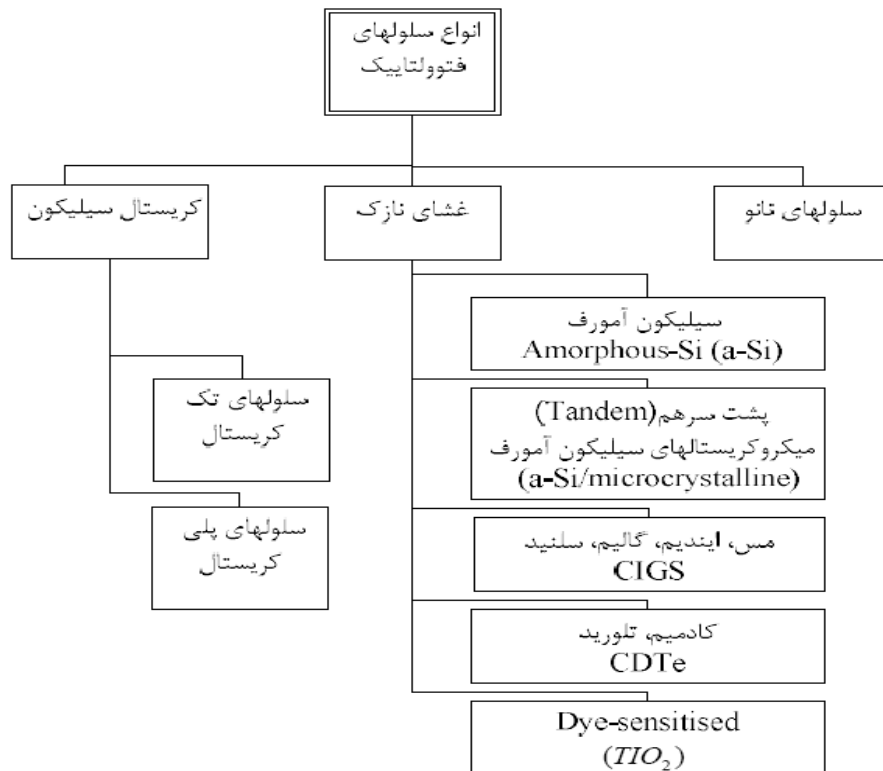 انواع سلولهای
فتوولتاییک
کریستال سیلیکون
غشای نازک
سلولهای نانو
سلولهای تک
کریستال
سلولهای پلی
کریستال
سیلیکون آمورف
Amorphous-Si (a-Si)
پشت سرهم(Tandem)
میکروکریستالهای سیلیکون آمورف
(a-Si/microcrystalline)
مس، ایندیم، گالیم، سلنید
CIGS
کادمیم، تلورید
CDTe
Dye-sensitised
(TIO₂)